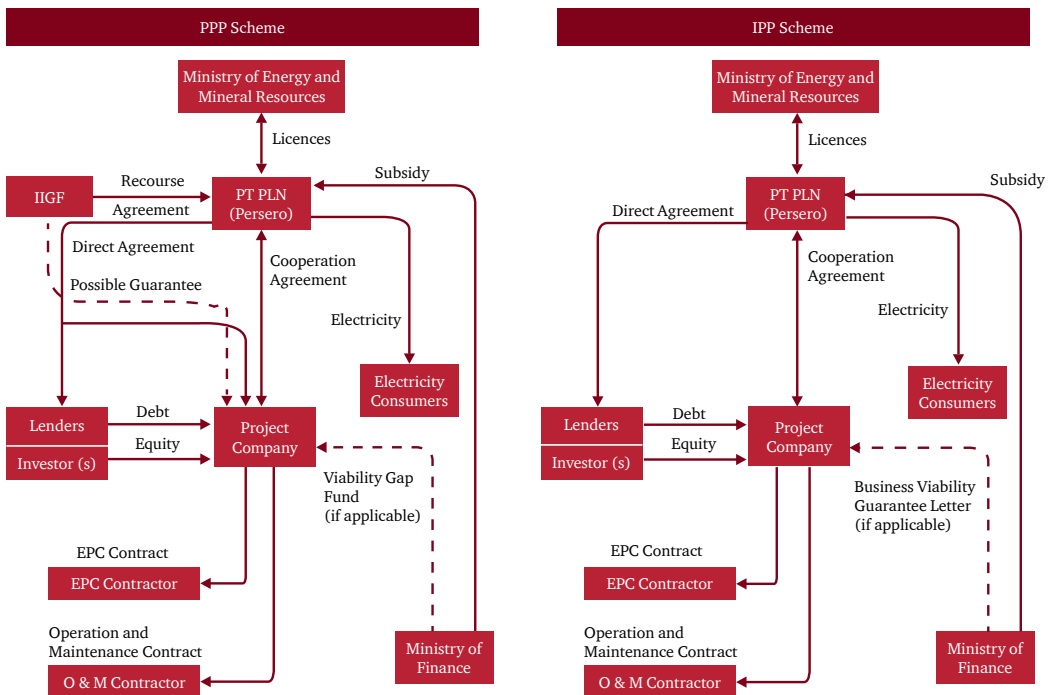 PPP Scheme
Ministry of Energy and
Mineral Resources
Licences
IIGF
Recourse
Agreement
PT PLN
(Persero)
Subsidy
Direct Agreement
Possible Guarantee
Cooperation
Agreement
Electricity
Electricity
Consumers
Lenders
Investor (s)
Debt
Equity
Project
Company
Viability Gap
Fund
(if applicable)
EPC Contract
EPC Contractor
Operation and
Maintenance Contract
O & M Contractor
Ministry of
Finance
IPP Scheme
Ministry of Energy and
Mineral Resources
Licences
PT PLN
(Persero)
Subsidy
Direct Agreement
Cooperation
Agreement
Electricity
Electricity
Consumers
Lenders
Investor (s)
Debt
Equity
Project
Company
Business Viability
Guarantee Letter
(if applicable)
EPC Contract
EPC Contractor
Operation and
Maintenance Contract
O & M Contractor
Ministry of
Finance